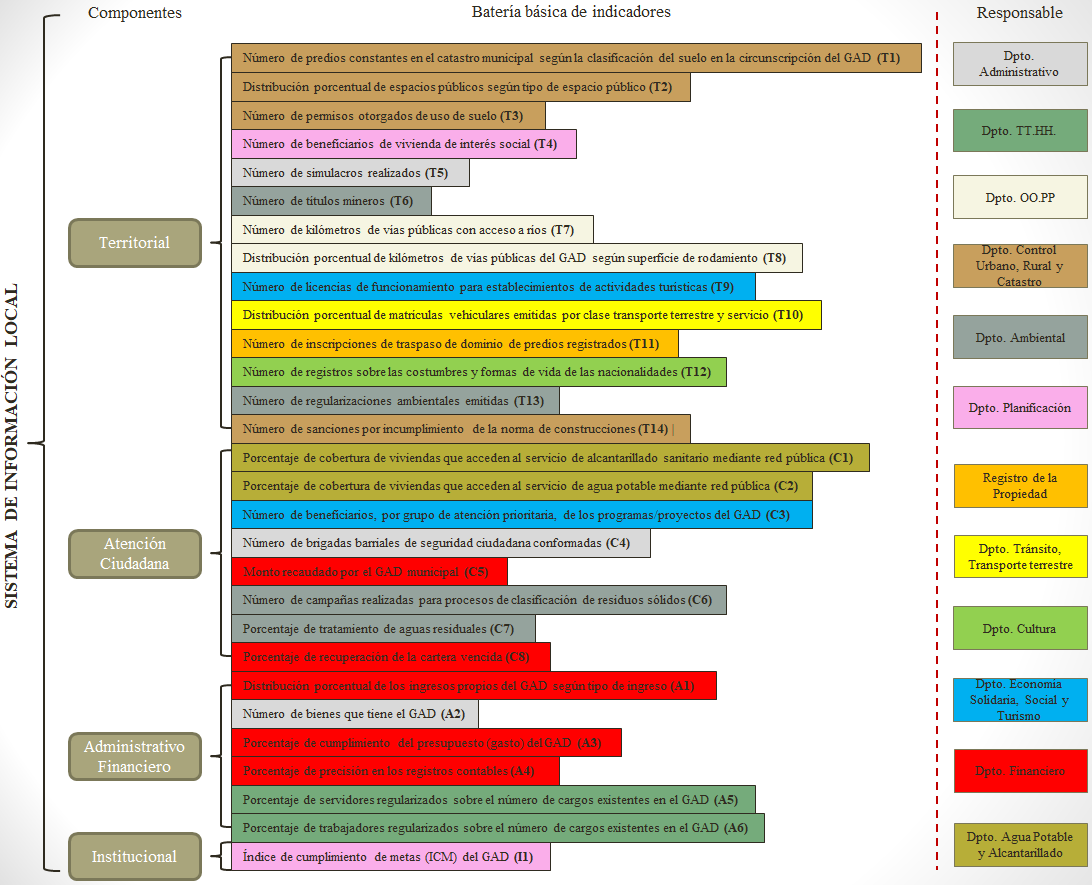 Componentes
Batería básica de indicadores
Responsable
SISTEMA DE INFORMACIÓN LOCAL
Territorial
Número de predios constantes en el catastro municipal según la clasificación del suelo en la circunscripción del GAD (T1)
Distribución porcentual de espacios públicos según tipo de espacio público (T2)
Número de permisos otorgados de uso de suelo (T3)
Número de beneficiarios de vivienda de interés social (T4)
Número de simulacros realizados (T5)
Número de títulos mineros (T6)
Número de kilómetros de vías públicas con acceso a ríos (T7)
Distribución porcentual de kilómetros de vías públicas del GAD según superficie de rodamiento (T8)
Número de licencias de funcionamiento para establecimientos de actividades turísticas (T9)
Distribución porcentual de matrículas vehiculares emitidas por clase transporte terrestre y servicio (T10)
Número de inscripciones de traspaso de dominio de predios registrados (T11)
Número de registros sobre las costumbres y formas de vida de las nacionalidades (T12)
Número de regularizaciones ambientales emitidas (T13)
Número de sanciones por incumplimiento de la norma de construcciones (T14) |
Atención
Ciudadana
Porcentaje de cobertura de viviendas que acceden al servicio de alcantarillado sanitario mediante red pública (C1)
Porcentaje de cobertura de viviendas que acceden al servicio de agua potable mediante red pública (C2)
Número de beneficiarios, por grupo de atención prioritaria, de los programas/proyectos del GAD (C3)
Número de brigadas barriales de seguridad ciudadana conformadas (C4)
Monto recaudado por el GAD municipal (C5)
Número de campañas realizadas para procesos de clasificación de residuos sólidos (C6)
Porcentaje de tratamiento de aguas residuales (C7)
Porcentaje de recuperación de la cartera vencida (C8)
Administrativo
Financiero
Distribución porcentual de los ingresos propios del GAD según tipo de ingreso (A1)
Número de bienes que tiene el GAD (A2)
Porcentaje de cumplimiento del presupuesto (gasto) del GAD (A3)
Porcentaje de precisión en los registros contables (A4)
Porcentaje de servidores regularizados sobre el número de cargos existentes en el GAD (A5)
Porcentaje de trabajadores regularizados sobre el número de cargos existentes en el GAD (A6)
Institucional
Índice de cumplimiento de metas (ICM) del GAD (I1)
Dpto.
Administrativo
Dpto. TT.HH.
Dpto. OO.PP
Dpto. Control
Urbano, Rural y
Catastro
Dpto. Ambiental
Dpto. Planificación
Registro de la
Propiedad
Dpto. Tránsito,
Transporte terrestre
Dpto. Cultura
Dpto. Economía
Solidaria, Social y
Turismo
Dpto. Financiero
Dpto. Agua Potable
y Alcantarillado